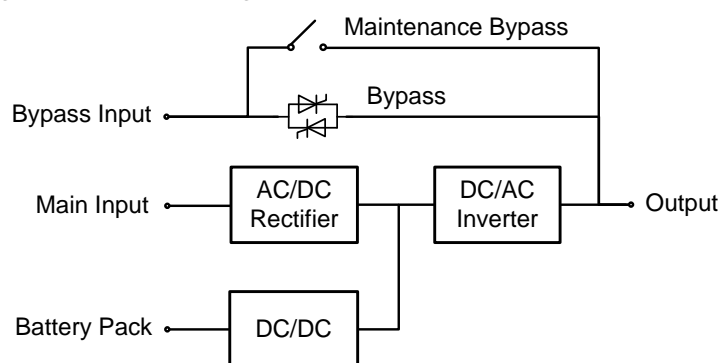 Maintenance Bypass
Bypass
Bypass Input
Main Input
AC/DC
Rectifier
DC/AC
Inverter
Output
Battery Pack
DC/DC